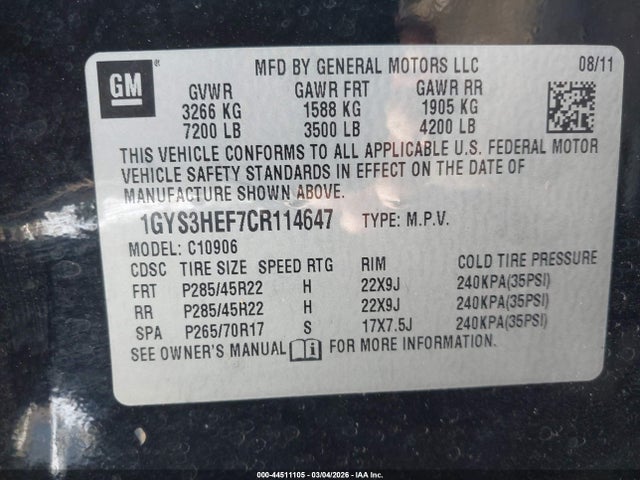 GM
MFD BY GENERAL MOTORS LLC 08/11
GVWR GAWR FRT GAWR RR
3266 KG 1588 KG 1905 KG
7200 LB 3500 LB 4200 LB
THIS VEHICLE CONFORMS TO ALL APPLICABLE U.S. FEDERAL MOTOR
VEHICLE SAFETY STANDARDS IN EFFECT ON THE DATE OF
MANUFACTURE SHOWN ABOVE.
1GYS3HEF7CR114647 TYPE: M.P.V.
MODEL: C10906
CDSC TIRE SIZE SPEED RTG RIM COLD TIRE PRESSURE
FRT P285/45R22 H 22X9J 240KPA(35PSI)
RR P285/45H22 H 22X9J 240KPA(35PSI)
SPA P265/70R17 S 17X7.5J 240KPA(35PSI)
SEE OWNER'S MANUAL FOR MORE INFORMATION.
000-44511105 - 03/04/2026 - IAA Inc.